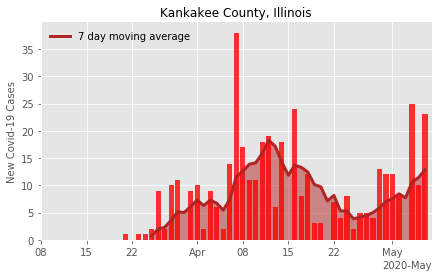 Kankakee County, Illinois
7 day moving average
New Covid-19 Cases
35
30
25
20
15
10
5
0
08 15 22 Apr 08 15 22 May
2020-May